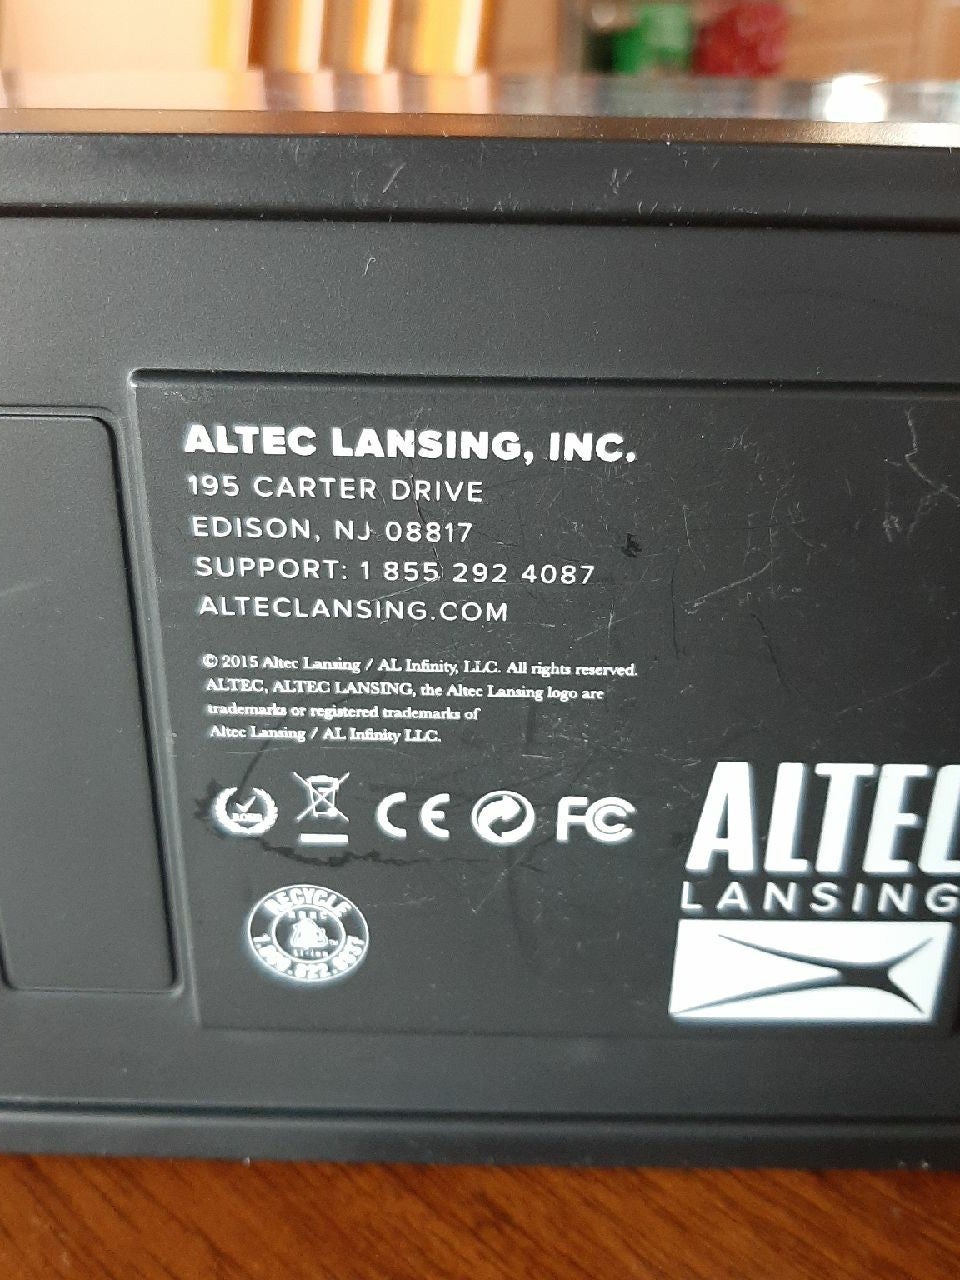 ALTEC LANSING, INC.
195 CARTER DRIVE
EDISON, NJ 08817
SUPPORT: 1 855 292 4087
ALTECLANSING.COM
© 2015 Altec Lansing / AL Infinity, LLC. All rights reserved.
ALTEC, ALTEC LANSING, the Altec Lansing logo are
trademarks or registered trademarks of
Altec Lansing / AL Infinity LLC.
CE FC
ALTEC
LANSING
RECYCLE
Li-ion